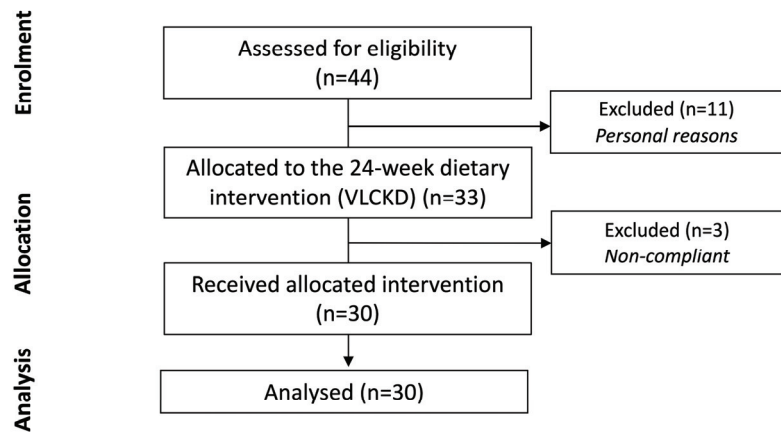 Enrolment
Assessed for eligibility
(n=44)
Excluded (n=11)
Personal reasons
Allocation
Allocated to the 24-week dietary
intervention (VLCKD) (n=33)
Excluded (n=3)
Non-compliant
Received allocated intervention
(n=30)
Analysis
Analysed (n=30)